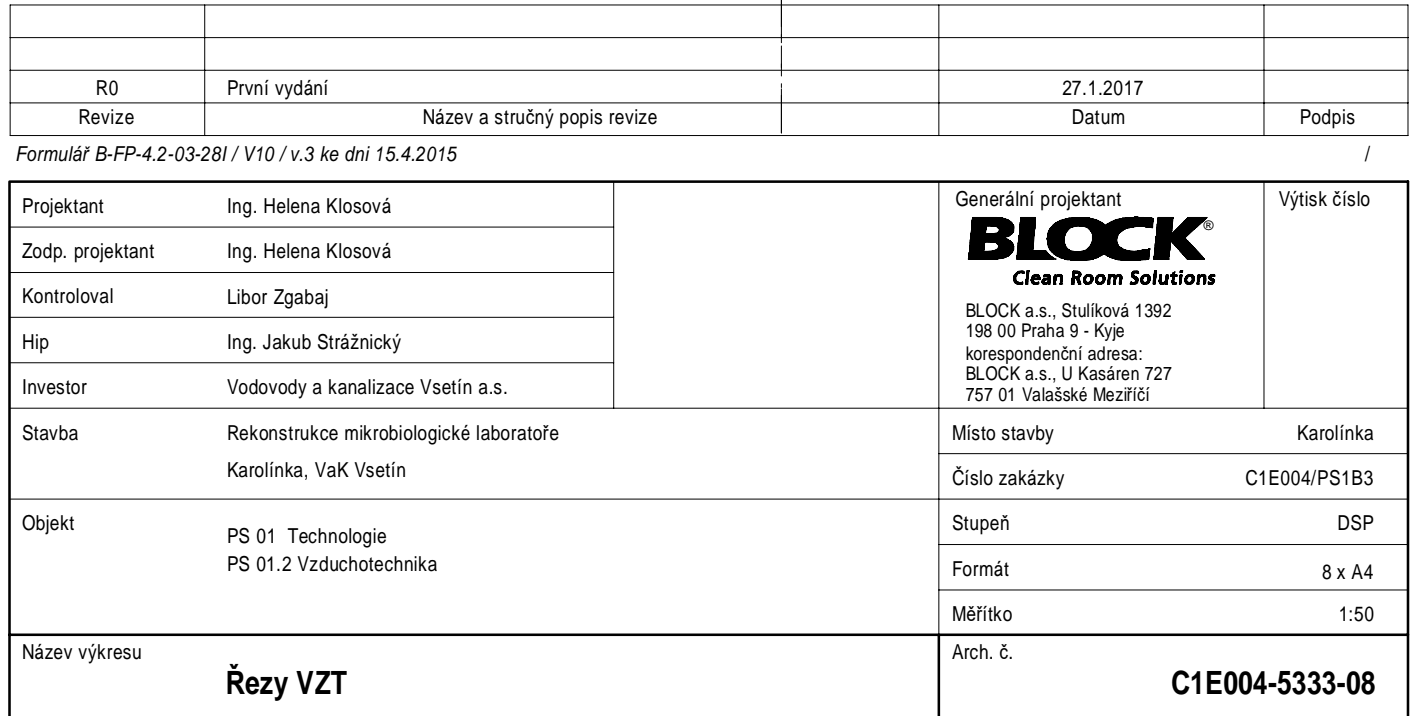 R0 První vydání 27.1.2017
Revize Název a stručný popis revize Datum Podpis
Formulář B-FP-4.2-03-28I / V10 / v.3 ke dni 15.4.2015 /
Projektant Ing. Helena Klosová
Zodp. projektant Ing. Helena Klosová
Kontroloval Libor Zgabaj
Hip Ing. Jakub Strážnický
Investor Vodovody a kanalizace Vsetín a.s.
Generální projektant
BLOCK®
Clean Room Solutions
BLOCK a.s., Stulíková 1392
198 00 Praha 9 - Kyje
korespondenční adresa:
BLOCK a.s., U Kasáren 727
757 01 Valašské Meziříčí
Výtisk číslo
Stavba Rekonstrukce mikrobiologické laboratoře
Karolínka, VaK Vsetín
Místo stavby Karolínka
Číslo zakázky C1E004/PS1B3
Objekt PS 01 Technologie
PS 01.2 Vzduchotechnika
Stupeň DSP
Formát 8 x A4
Měřítko 1:50
Název výkresu
Řezy VZT
Arch. č.
C1E004-5333-08